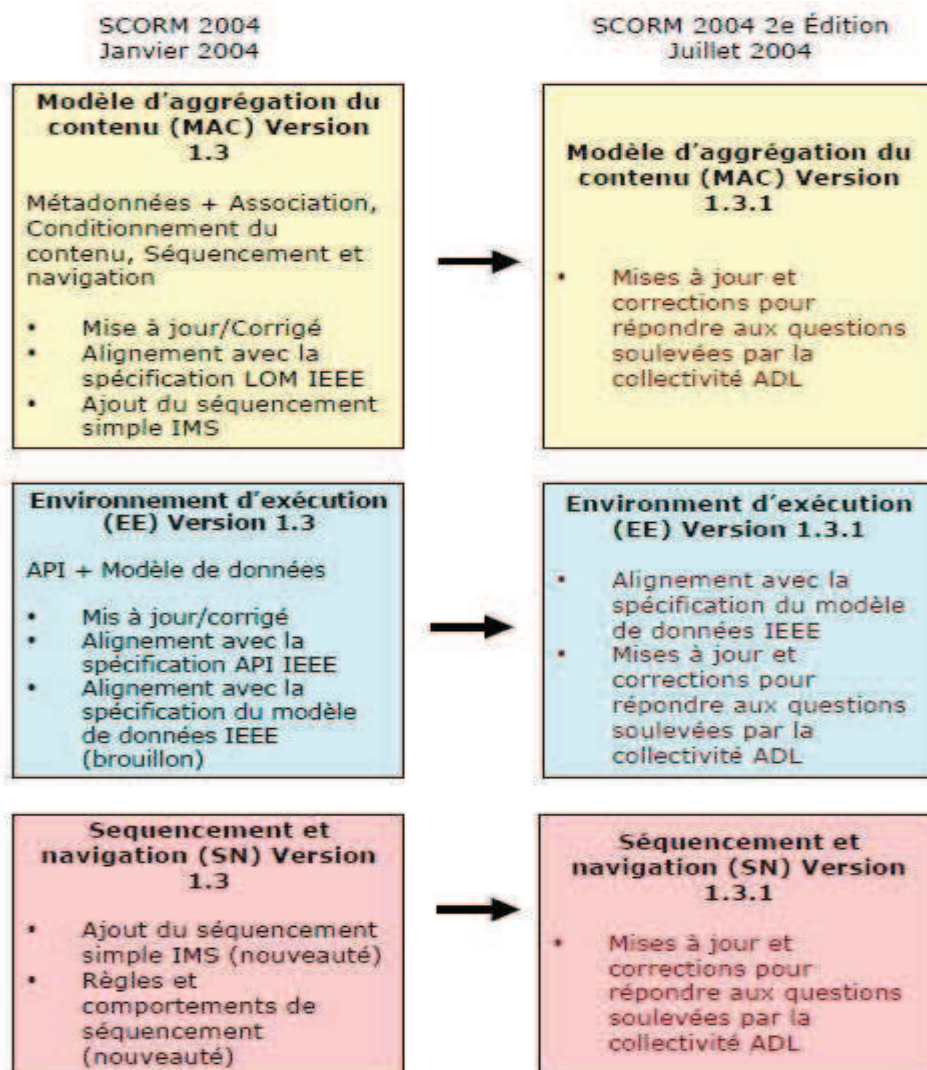 SCORM 2004
Janvier 2004
Modèle d'aggrégation du
contenu (MAC) Version
1.3
Métadonnées + Association,
Conditionnement du
contenu, Séquencement et
navigation
• Mise à jour/Corrigé
• Alignement avec la
spécification LOM IEEE
• Ajout du séquencement
simple IMS
SCORM 2004 2e Édition
Juillet 2004
Modèle d'aggrégation du
contenu (MAC) Version
1.3.1
• Mises à jour et
corrections pour
répondre aux questions
soulevées par la
collectivité ADL
Environnement d'exécution
(EE) Version 1.3
API + Modèle de données
• Mis à jour/corrigé
• Alignement avec la
spécification API IEEE
• Alignement avec la
spécification du modèle
de données IEEE
(brouillon)
Environment d'exécution
(EE) Version 1.3.1
• Alignement avec la
spécification du modèle
de données IEEE
• Mises à jour et
corrections pour
répondre aux questions
soulevées par la
collectivité ADL
Sequencement et
navigation (SN) Version
1.3
• Ajout du séquencement
simple IMS (nouveauté)
• Règles et
comportements de
séquencement
(nouveauté)
Séquencement et
navigation (SN) Version
1.3.1
• Mises à jour et
corrections pour
répondre aux questions
soulevées par la
collectivité ADL